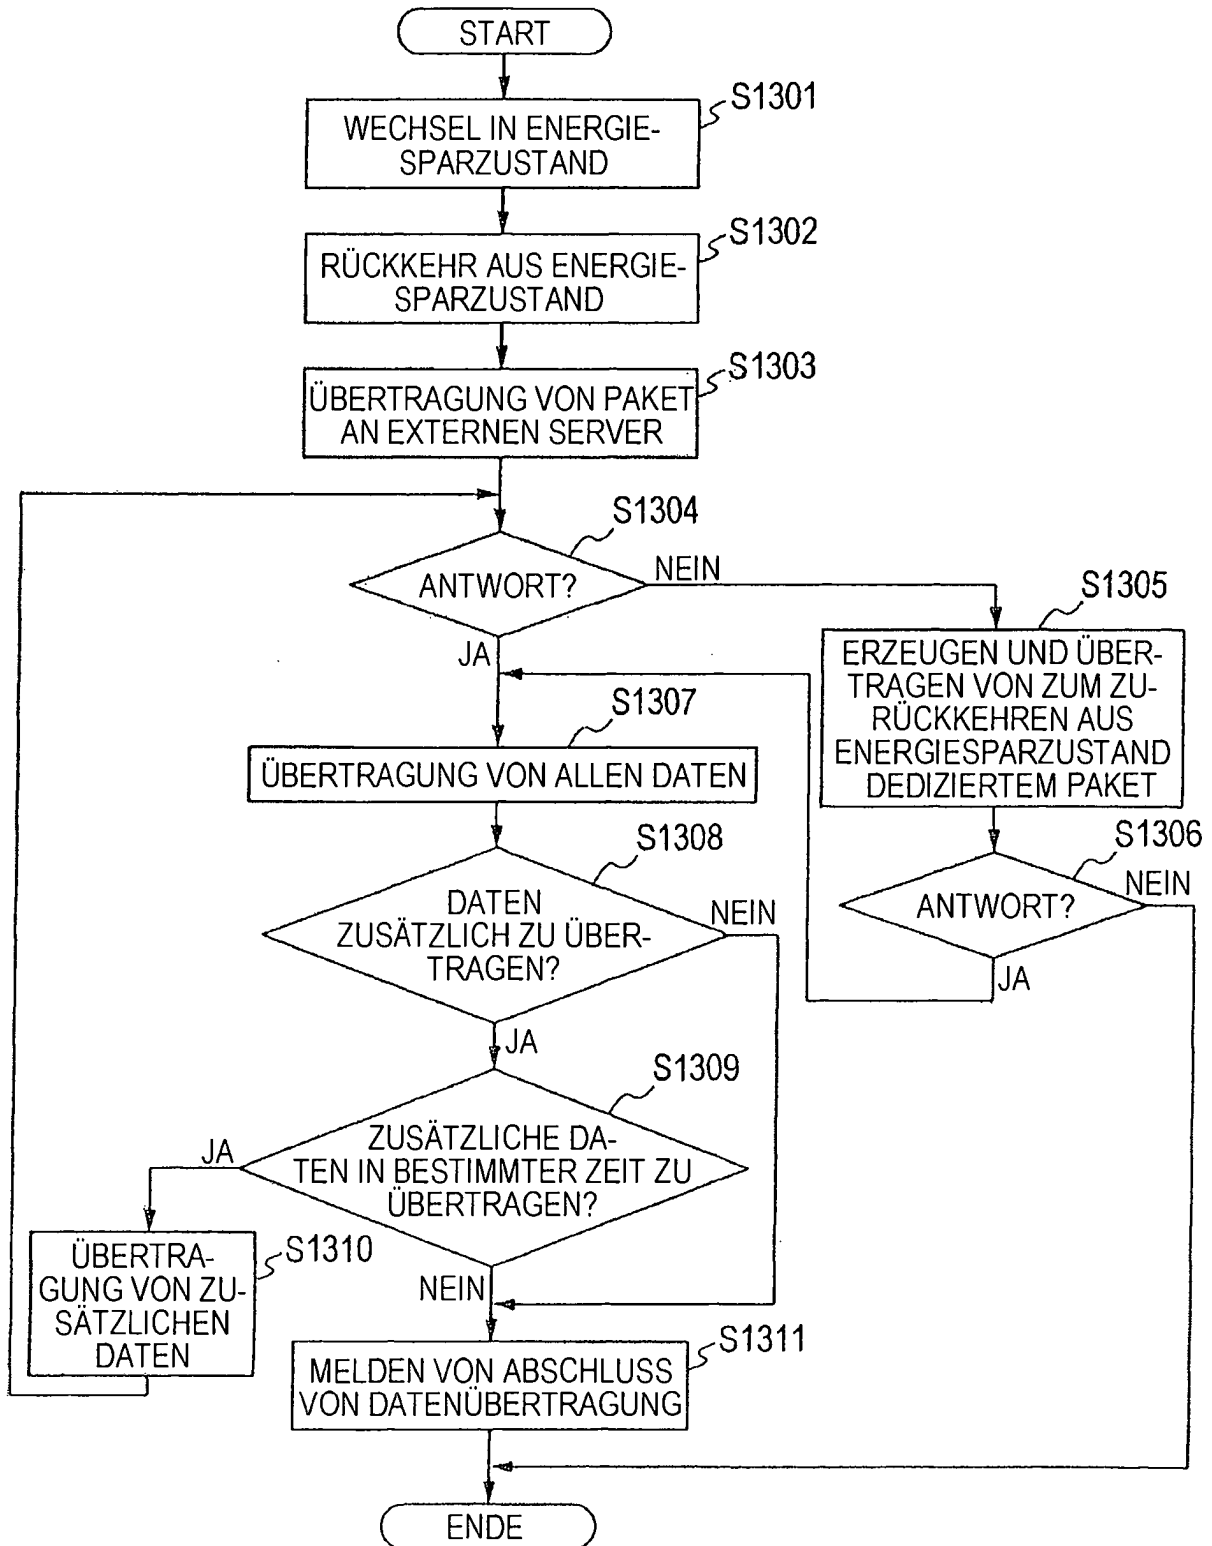 START
S1301
WECHSEL IN ENERGIE-
SPARZUSTAND
S1302
RÜCKKEHR AUS ENERGIE-
SPARZUSTAND
S1303
ÜBERTRAGUNG VON PAKET
AN EXTERNEN SERVER
S1304
ANTWORT?
NEIN
JA
S1305
ERZEUGEN UND ÜBER-
TRAGEN VON ZUM ZU-
RÜCKKEHREN AUS
ENERGIESPARZUSTAND
DEDIZIERTEM PAKET
S1306
ANTWORT?
NEIN
JA
S1307
ÜBERTRAGUNG VON ALLEN DATEN
S1308
DATEN
ZUSÄTZLICH ZU ÜBER-
TRAGEN?
NEIN
JA
S1309
ZUSÄTZLICHE DA-
TEN IN BESTIMMTER ZEIT ZU
ÜBERTRAGEN?
JA
NEIN
S1310
ÜBERTRA-
GUNG VON ZU-
SÄTZLICHEN
DATEN
S1311
MELDEN VON ABSCHLUSS
VON DATENÜBERTRAGUNG
ENDE